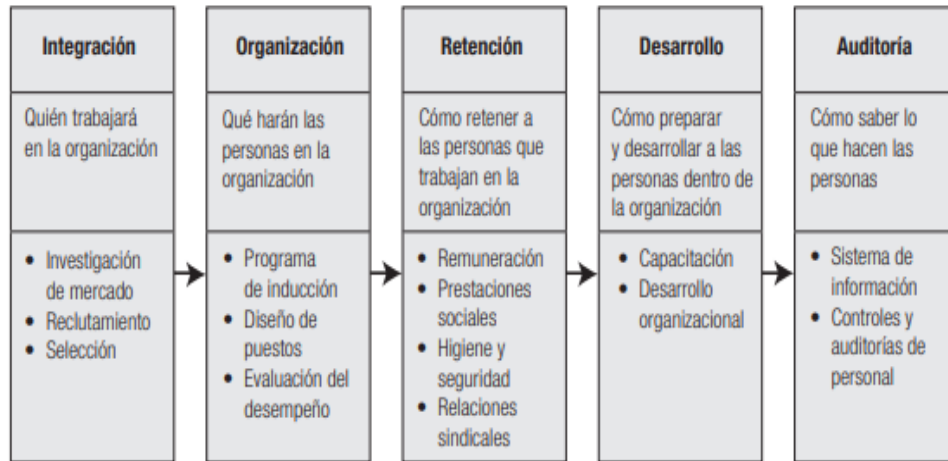 Integración
Quién trabajará
en la organización
• Investigación
de mercado
• Reclutamiento
• Selección
Organización
Qué harán las
personas en la
organización
• Programa
de inducción
• Diseño de
puestos
• Evaluación del
desempeño
Retención
Cómo retener a
las personas que
trabajan en la
organización
• Remuneración
• Prestaciones
sociales
• Higiene y
seguridad
• Relaciones
sindicales
Desarrollo
Cómo preparar
y desarrollar a las
personas dentro de
la organización
• Capacitación
• Desarrollo
organizacional
Auditoría
Cómo saber lo
que hacen las
personas
• Sistema de
información
• Controles y
auditorías de
personal